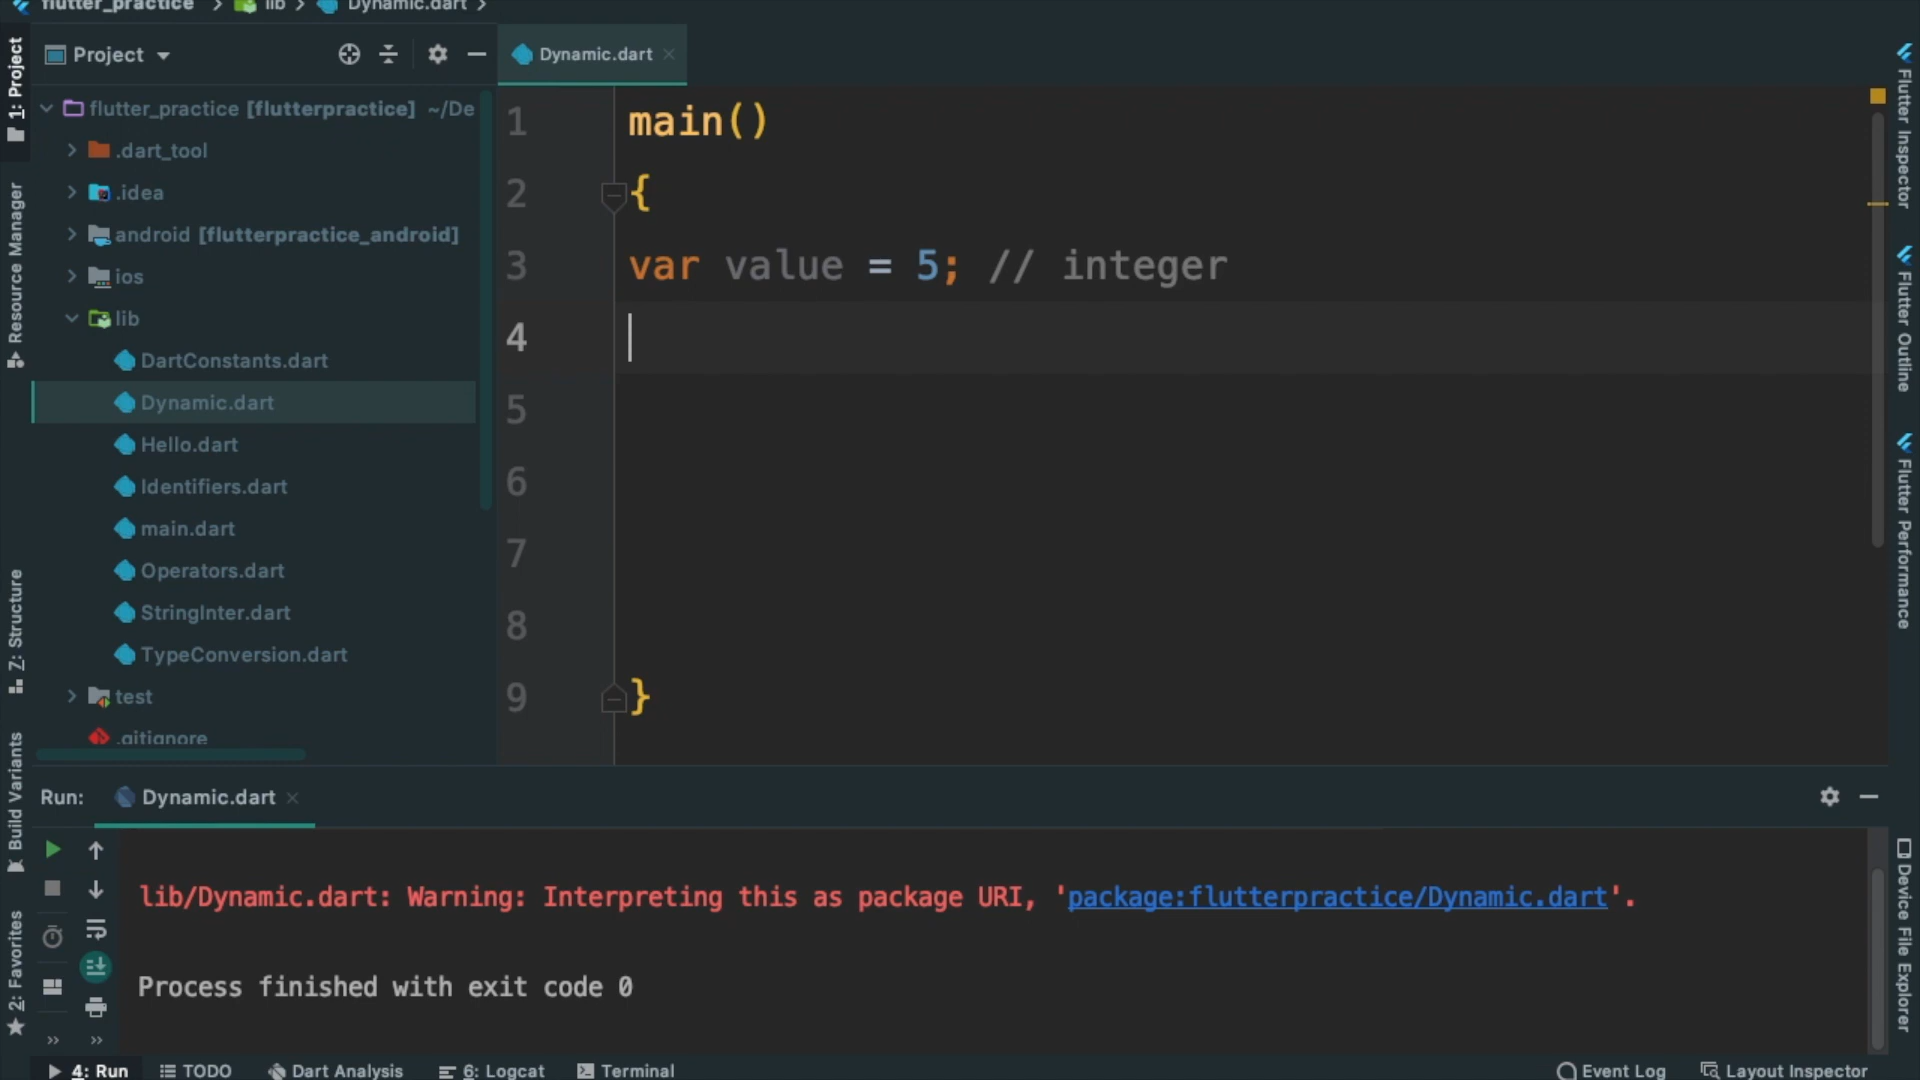 flutter_practice > lib > Dynamic.dart >
Project
Dynamic.dart
1: Project
Resource Manager
Z: Structure
Build Variants
2: Favorites
flutter_practice [flutterpractice] ~/De
.dart_tool
.idea
android [flutterpractice_android]
ios
lib
DartConstants.dart
Dynamic.dart
Hello.dart
Identifiers.dart
main.dart
Operators.dart
StringInter.dart
TypeConversion.dart
test
.gitignore
1 main()
2 {
3 var value = 5; // integer
4
5
6
7
8
9 }
Flutter Inspector
Flutter Outline
Flutter Performance
Device File Explorer
Run: Dynamic.dart
lib/Dynamic.dart: Warning: Interpreting this as package URI, 'package:flutterpractice/Dynamic.dart'.
Process finished with exit code 0
4: Run TODO Dart Analysis 6: Logcat Terminal Event Log Layout Inspector